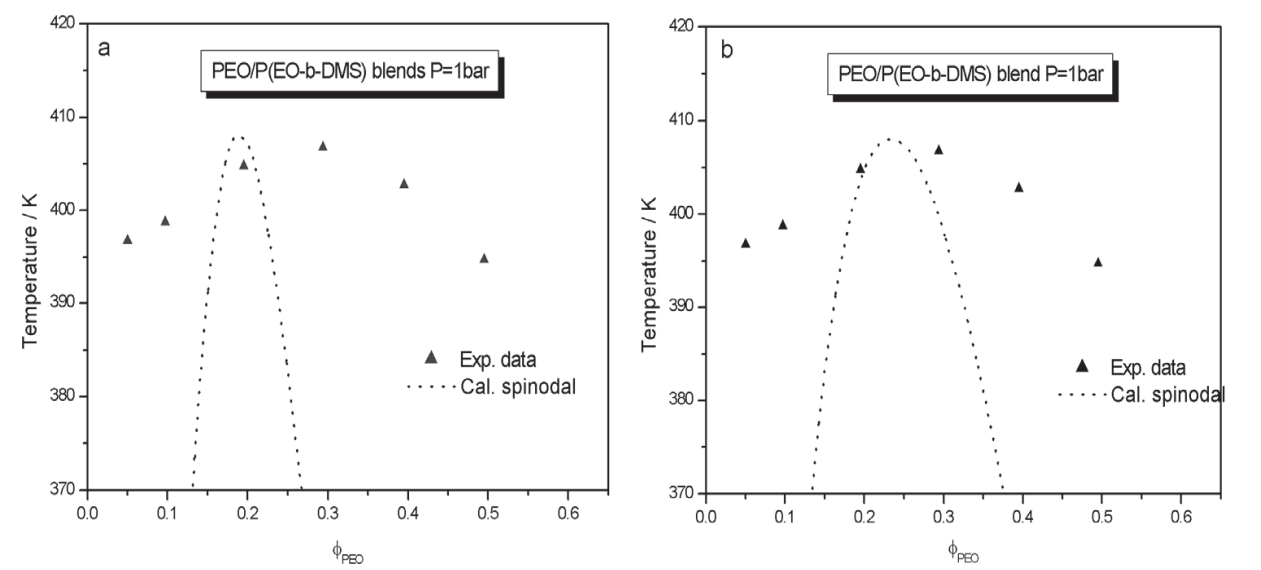 a
PEO/P(EO-b-DMS) blends P=1bar
420
410
400
390
380
370
Temperature / K
Exp. data
Cal. spinodal
0.0 0.1 0.2 0.3 0.4 0.5 0.6
ϕPEO
b
PEO/P(EO-b-DMS) blend P=1bar
420
410
400
390
380
370
Temperature / K
Exp. data
Cal. spinodal
0.0 0.1 0.2 0.3 0.4 0.5 0.6
ϕPEO